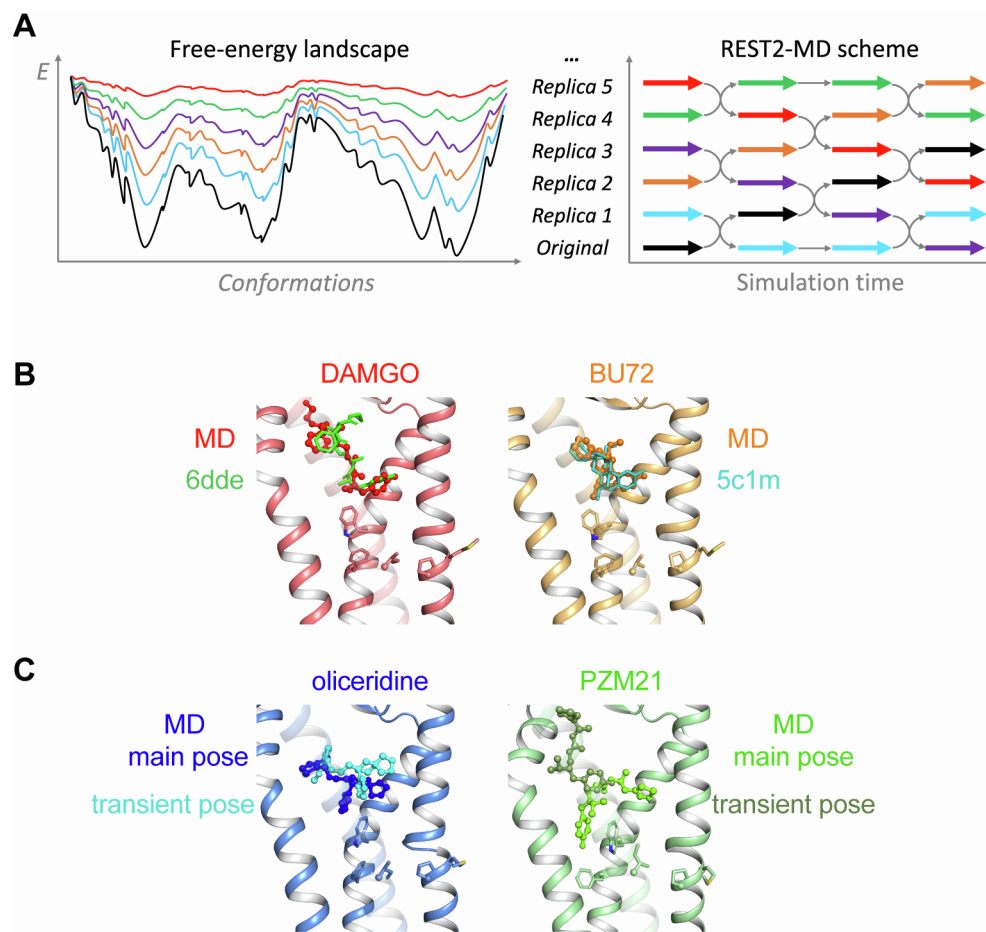 A
Free-energy landscape
REST2-MD scheme
E
...
Replica 5
Replica 4
Replica 3
Replica 2
Replica 1
Original
Conformations
Simulation time
B
DAMGO
BU72
MD
6dde
MD
5c1m
C
oliceridine
PZM21
MD
main pose
transient pose
MD
main pose
transient pose